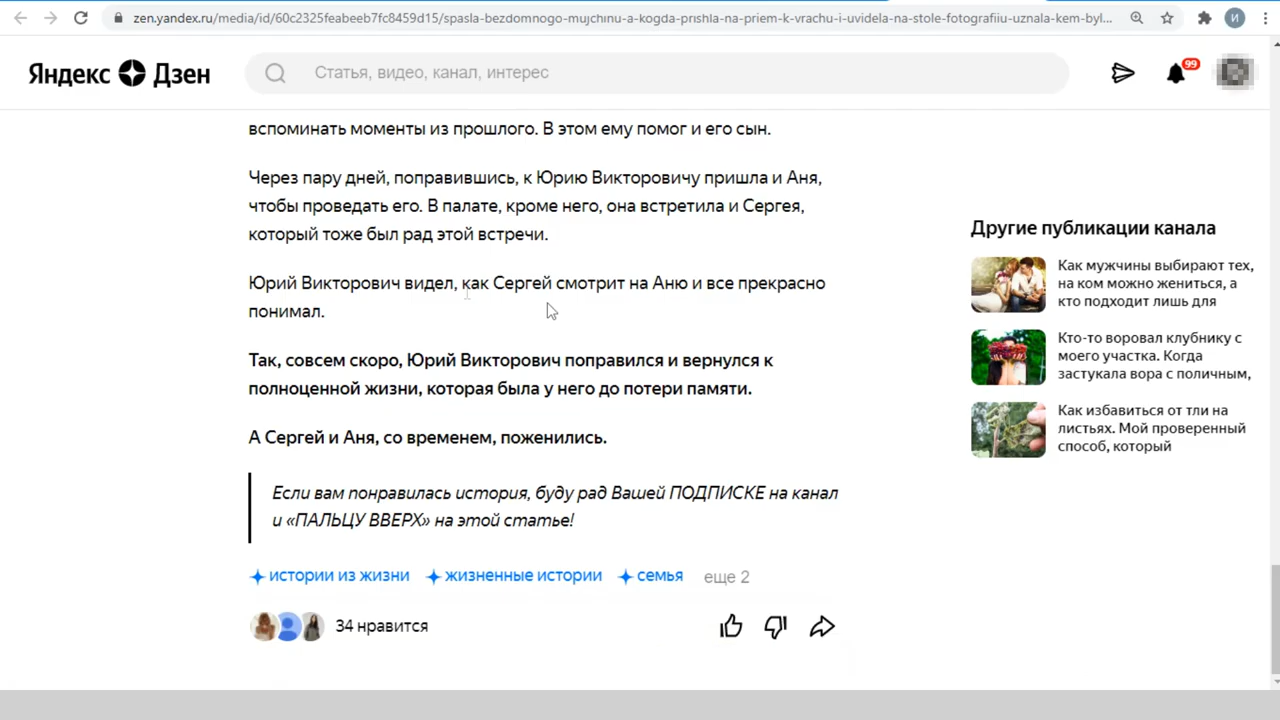 zen.yandex.ru/media/id/60c2325feabeeb7fc8459d15/spasla-bezdomnogo-mujchinu-a-kogda-prishla-na-priem-k-vrachu-i-uvidela-na-stole-fotografiiu-uznala-kem-byl...
И
Яндекс Дзен
Статья, видео, канал, интерес
99
вспоминать моменты из прошлого. В этом ему помог и его сын.
Через пару дней, поправившись, к Юрию Викторовичу пришла и Аня,
чтобы проведать его. В палате, кроме него, она встретила и Сергея,
который тоже был рад этой встречи.
Юрий Викторович видел, как Сергей смотрит на Аню и все прекрасно
понимал.
Так, совсем скоро, Юрий Викторович поправился и вернулся к
полноценной жизни, которая была у него до потери памяти.
А Сергей и Аня, со временем, поженились.
Если вам понравилась история, буду рад Вашей ПОДПИСКЕ на канал
и «ПАЛЬЦУ ВВЕРХ» на этой статье!
истории из жизни жизненные истории семья еще 2
34 нравится
Другие публикации канала
Как мужчины выбирают тех,
на ком можно жениться, а
кто подходит лишь для
Кто-то воровал клубнику с
моего участка. Когда
застукала вора с поличным,
Как избавиться от тли на
листьях. Мой проверенный
способ, который